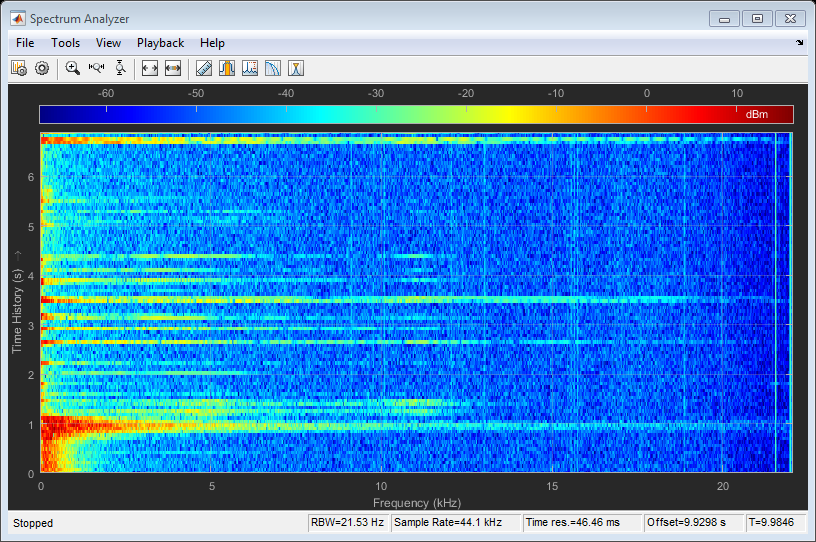 Spectrum Analyzer
File Tools View Playback Help
-60 -50 -40 -30 -20 -10 0 10
dBm
6
5
4
3
2
1
0
Time History (s) →
0 5 10 15 20
Frequency (kHz)
Stopped RBW=21.53 Hz Sample Rate=44.1 kHz Time res.=46.46 ms Offset=9.9298 s T=9.9846